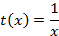 t(x) = 1/x